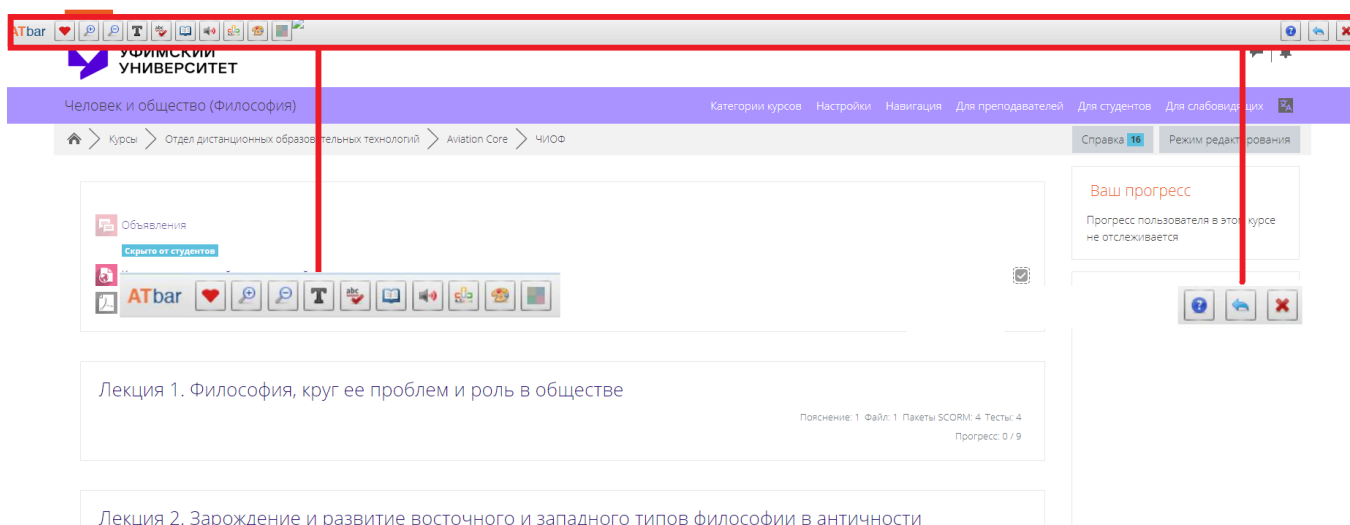 ATbar
УФИМСКИЙ
УНИВЕРСИТЕТ
Человек и общество (Философия)
Категории курсов Настройки Навигация Для преподавателей Для студентов Для слабовидящих
Курсы Отдел дистанционных образовательных технологий Aviation Core ЧИОФ
Справка 16 Режим редактирования
Ваш прогресс
Прогресс пользователя в этом курсе
не отслеживается
Объявления
Скрыто от студентов
ATbar
Лекция 1. Философия, круг ее проблем и роль в обществе
Пояснение: 1 Файл: 1 Пакеты SCORM: 4 Тесты: 4
Прогресс: 0 / 9
Лекция 2. Зарождение и развитие восточного и западного типов философии в античности